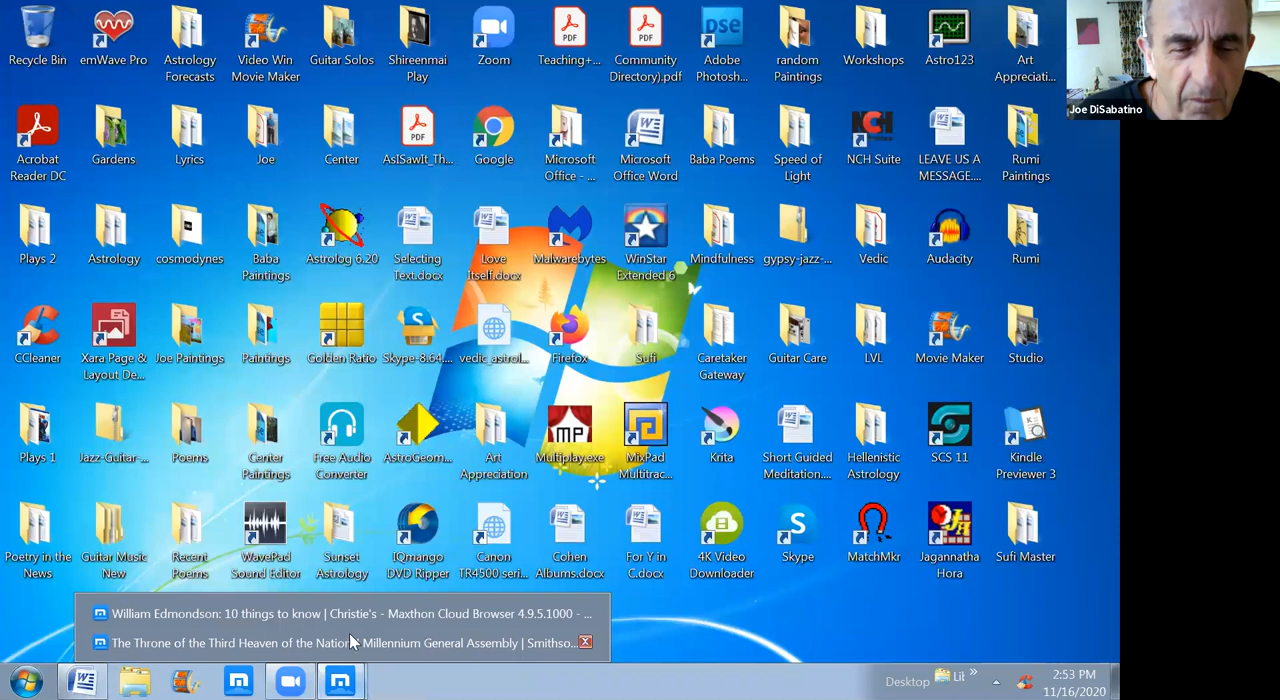 Recycle Bin
emWave Pro
Astrology
Forecasts
Video Win
Movie Maker
Guitar Solos
Shireenmai
Play
Zoom
PDF
Teaching+...
PDF
Community
Directory).pdf
pse
Adobe
Photosh...
random
Paintings
Workshops
Astro123
Art
Appreciati...
Joe DiSabatino
Acrobat
Reader DC
Gardens
Lyrics
Joe
Center
PDF
AsISawIt_Th...
Google
Microsoft
Office - ...
Microsoft
Office Word
Baba Poems
Speed of
Light
NCH
NCH Suite
LEAVE US A
MESSAGE....
Rumi
Paintings
Plays 2
Astrology
cosmodynes
Baba
Paintings
Astrolog 6.20
Selecting
Text.docx
Love
Itself.docx
Malwarebytes
WinStar
Extended 6
Mindfulness
gypsy-jazz-...
Vedic
Audacity
Rumi
CCleaner
Xara Page &
Layout De...
Joe Paintings
Paintings
Golden Ratio
Skype-8.64....
vedic_astrol...
Firefox
Sufi
Caretaker
Gateway
Guitar Care
LVL
Movie Maker
Studio
Plays 1
Jazz-Guitar-...
Poems
Center
Paintings
Free Audio
Converter
AstroGeom...
Art
Appreciation
MP
Multiplay.exe
MixPad
Multitrac...
Krita
Short Guided
Meditation....
Hellenistic
Astrology
SCS 11
Kindle
Previewer 3
Poetry in the
News
Guitar Music
New
Recent
Poems
WavePad
Sound Editor
Sunset
Astrology
IQmango
DVD Ripper
Canon
TR4500 seri...
Cohen
Albums.docx
For Y in
C.docx
4K Video
Downloader
Skype
MatchMkr
Jagannatha
Hora
Sufi Master
William Edmondson: 10 things to know | Christie's - Maxthon Cloud Browser 4.9.5.1000 - ...
The Throne of the Third Heaven of the Nation Millennium General Assembly | Smithso...
Desktop
Lil
»
2:53 PM
11/16/2020